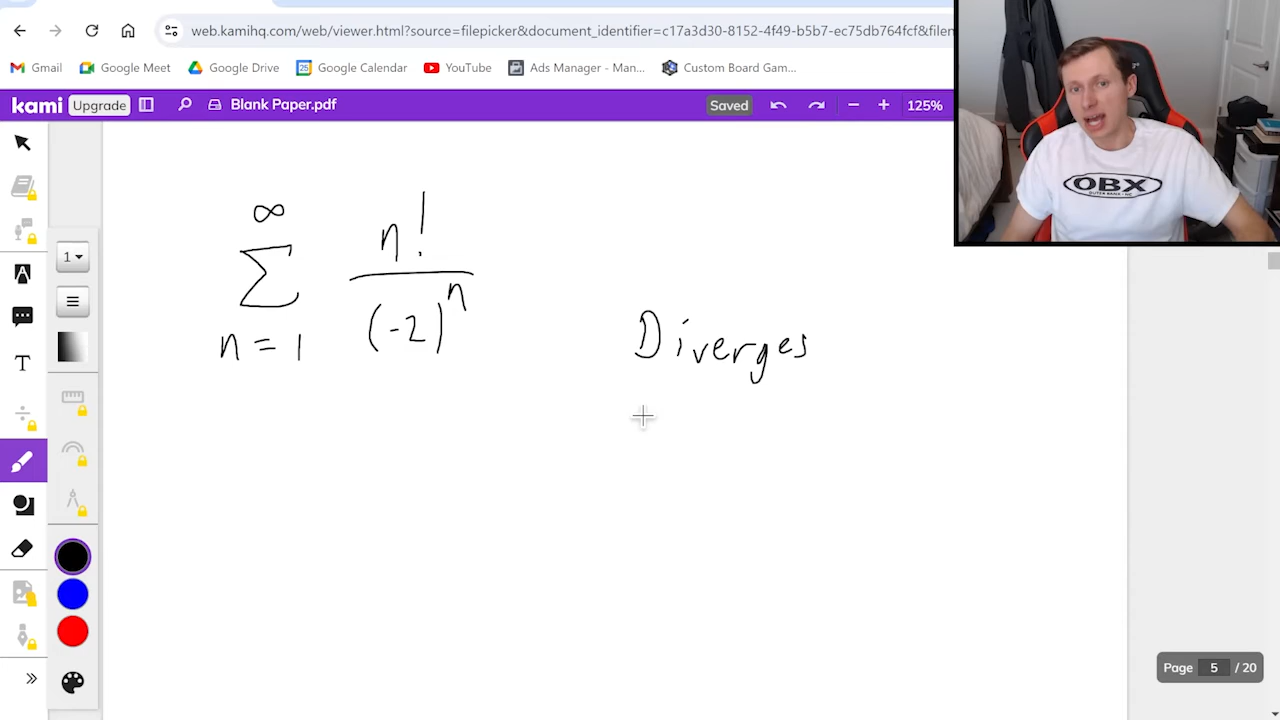 web.kamihq.com/web/viewer.html?source=filepicker&document_identifier=c17a3d30-8152-4f49-b5b7-ec75db764fcf&filen
Gmail Google Meet Google Drive 31 Google Calendar YouTube Ads Manager - Man... Custom Board Gam...
kami Upgrade Blank Paper.pdf Saved 125%
OBX
∞
n!
Σ
(-2)^n
n = 1
Diverges
1
A
T
Page 5 / 20